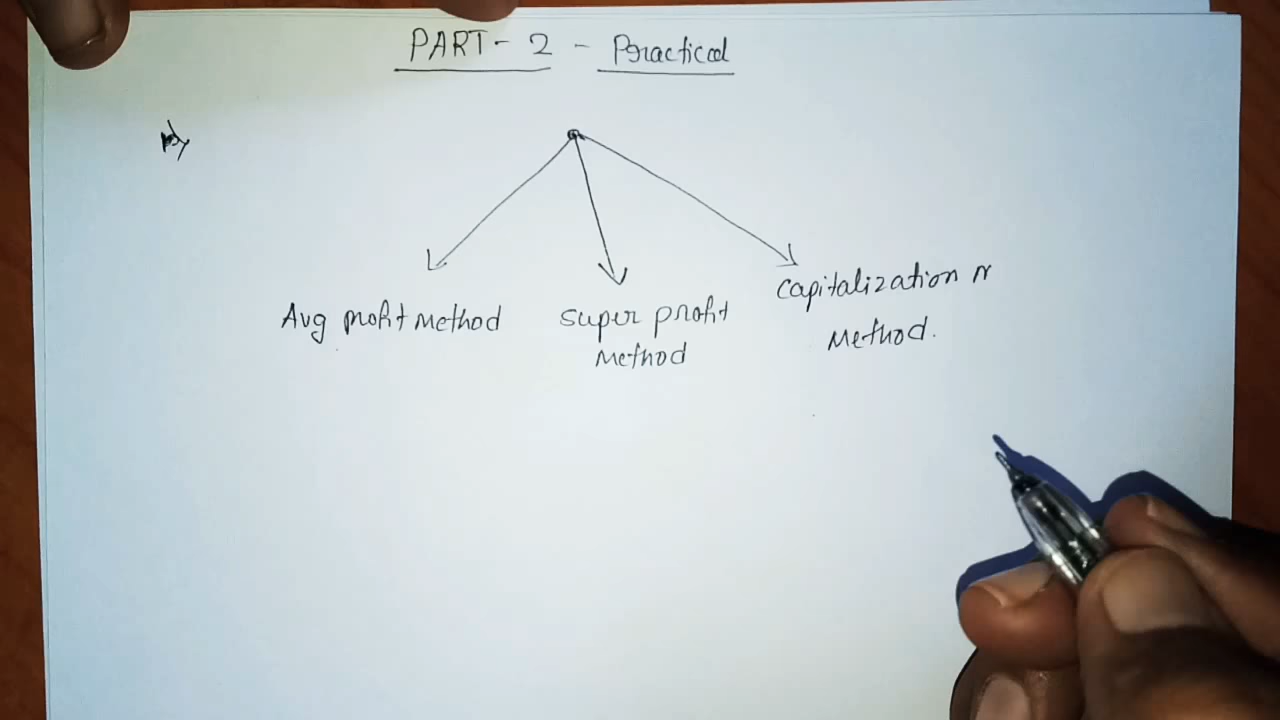 PART - 2 - Practical
Avg profit Method
super profit
Method
Capitalization
Method.